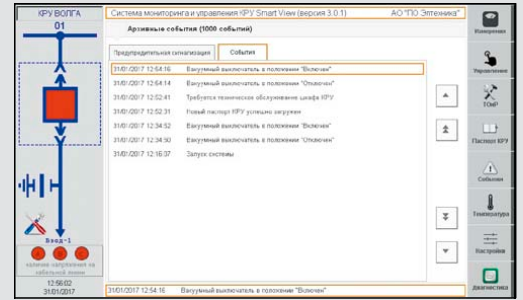 КРУ ВОЛГА
01
Система мониторинга и управления КРУ Smart View (версия 3.0.1)
АО "ПО Элтехника"
Архивные события (1000 событий)
Предупредительная сигнализация
События
31/01/2017 12:54:16 Вакуумный выключатель в положении "Включен"
31/01/2017 12:54:14 Вакуумный выключатель в положении "Отключен"
31/01/2017 12:52:41 Требуется техническое обслуживание шкафа КРУ
31/01/2017 12:52:31 Новый паспорт КРУ успешно загружен
31/01/2017 12:34:52 Вакуумный выключатель в положении "Включен"
31/01/2017 12:34:50 Вакуумный выключатель в положении "Отключен"
31/01/2017 12:16:37 Запуск системы
Измерения
Управление
ТОиР
Паспорт КРУ
События
Температура
Настройки
Диагностика
Ввод-1
А В С
наличие напряжения на
кабельной линии
12:56:02
31/01/2017
31/01/2017 12:54:16 Вакуумный выключатель в положении "Включен"